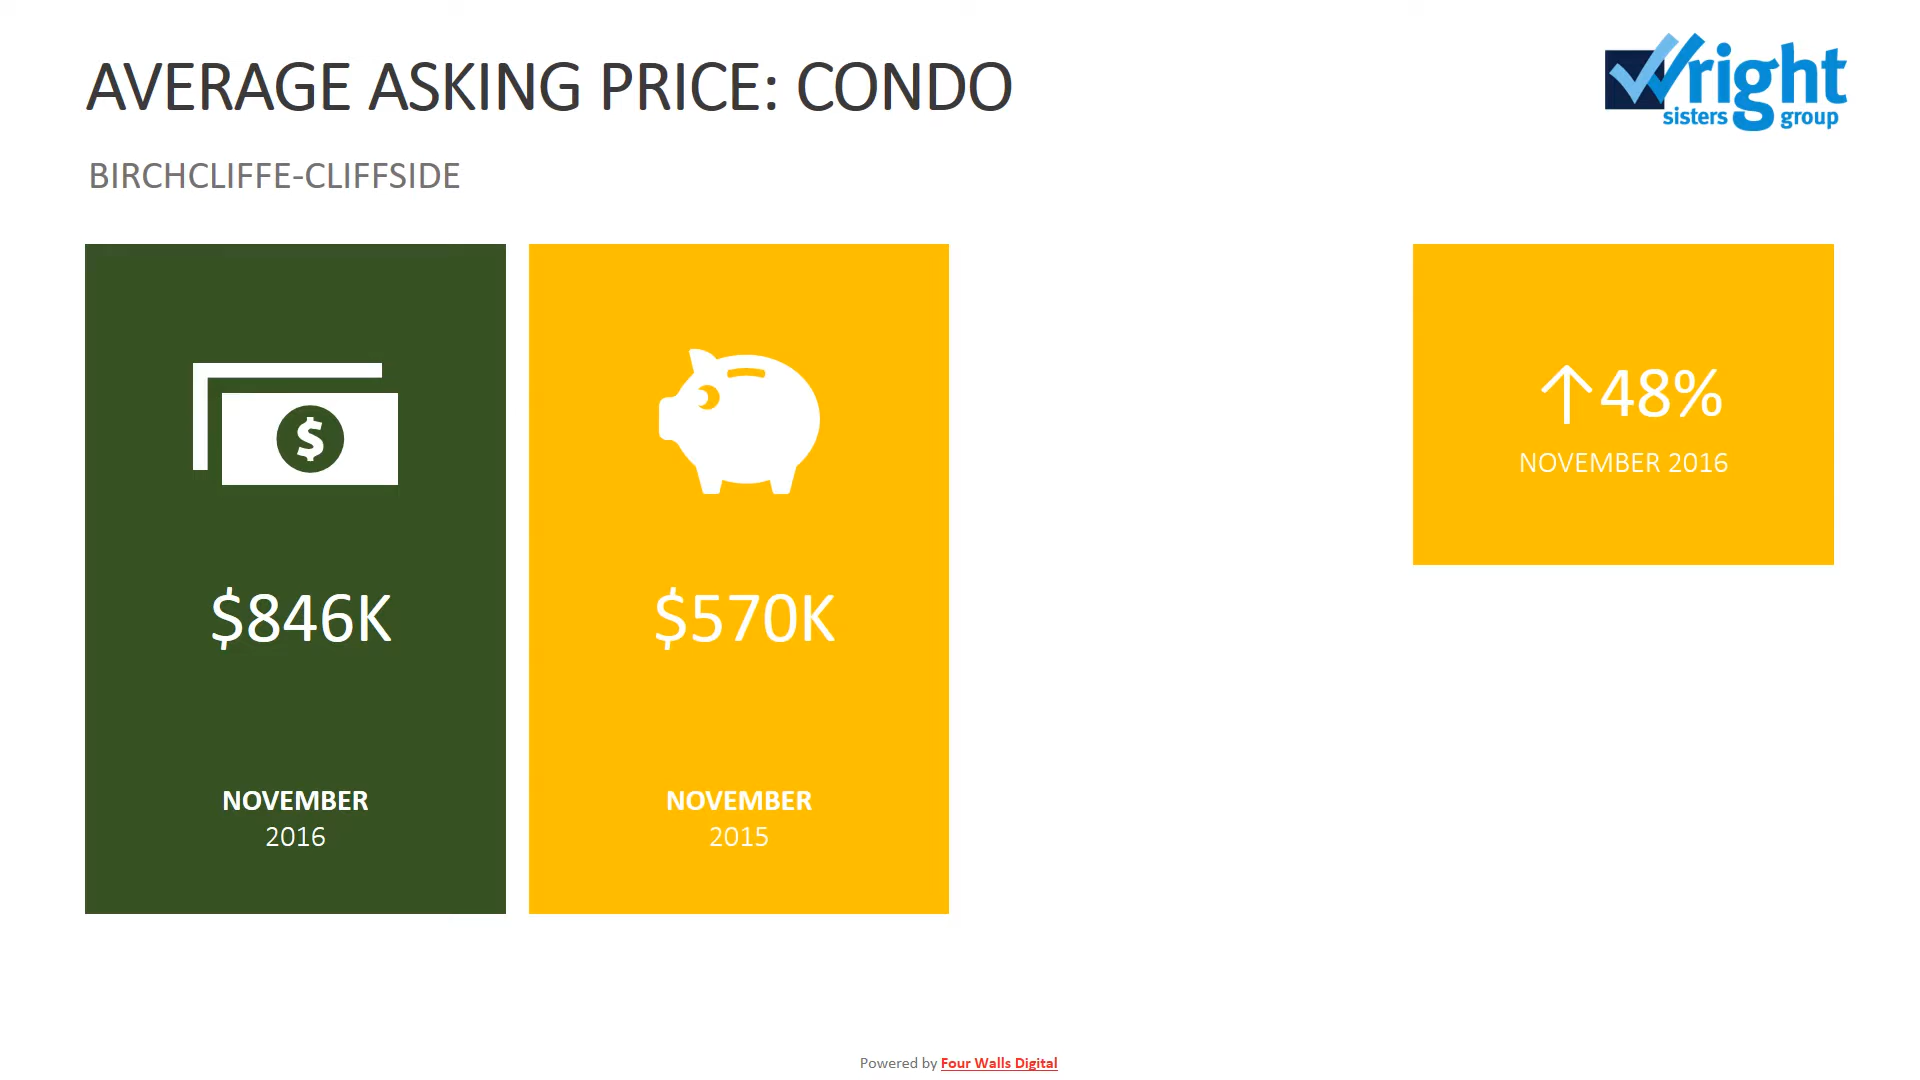 AVERAGE ASKING PRICE: CONDO
Wright
sisters group
BIRCHCLIFFE-CLIFFSIDE
$
$846K
NOVEMBER
2016
$570K
NOVEMBER
2015
↑48%
NOVEMBER 2016
Powered by Four Walls Digital